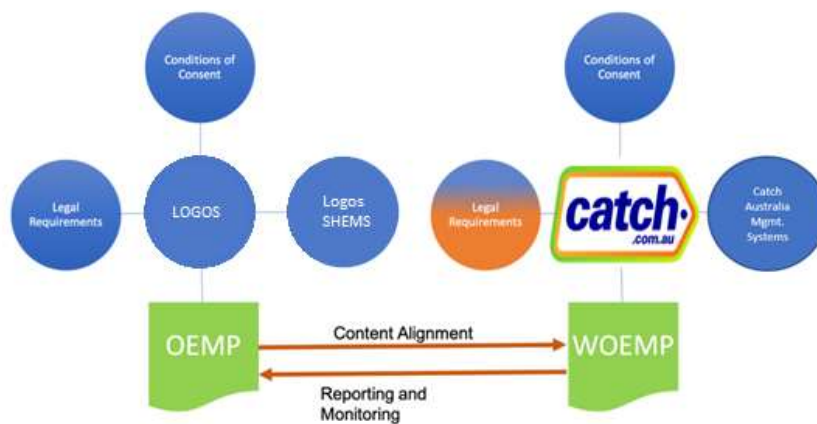 Conditions of
Consent
Legal
Requirements
LOGOS
Logos
SHEMS
OEMP
Content Alignment
Reporting and
Monitoring
Conditions of
Consent
Legal
Requirements
catch.
.com.au
Catch
Australia
Mgmt.
Systems
WOEMP